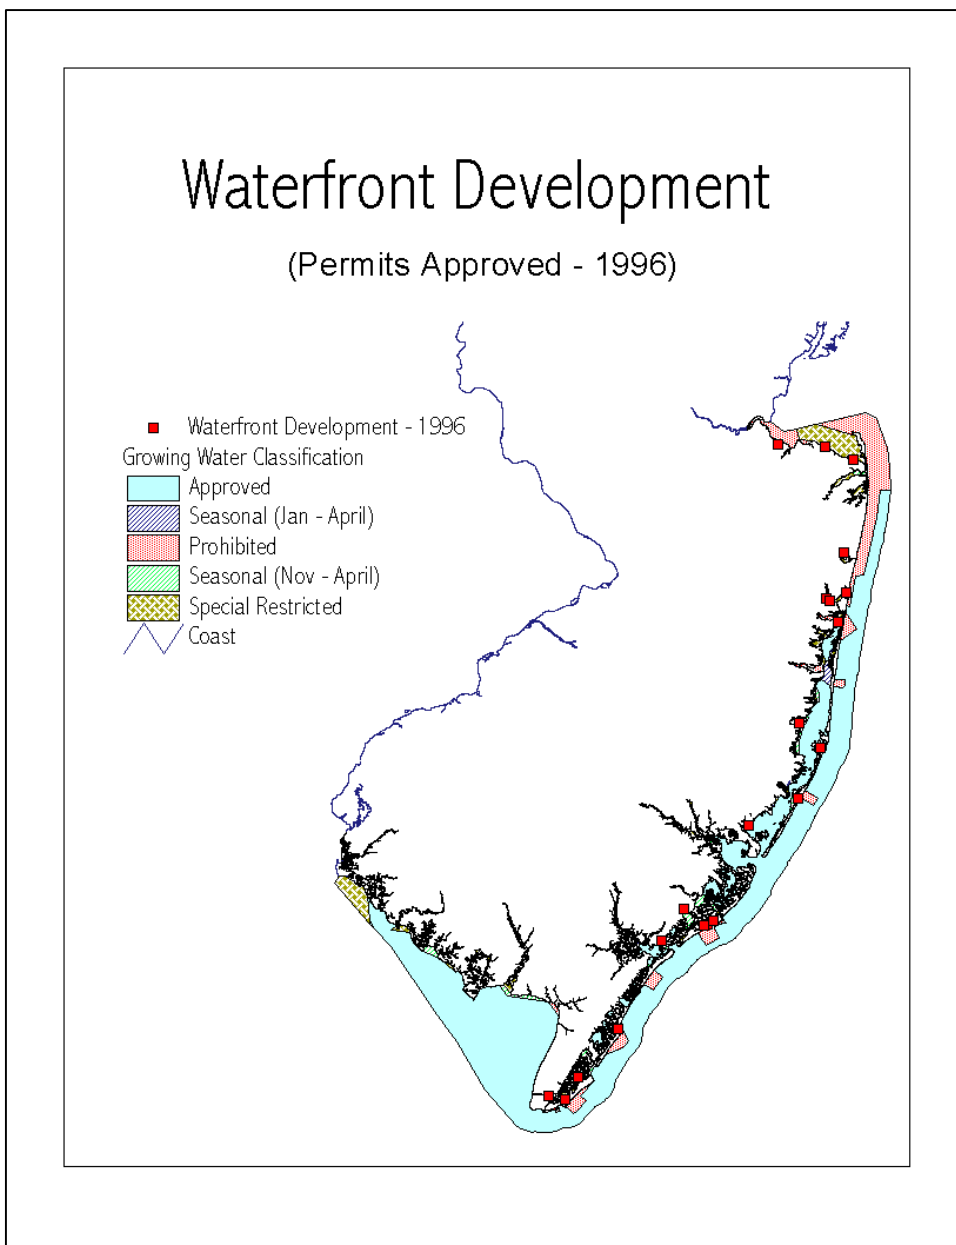 Waterfront Development
(Permits Approved - 1996)
Waterfront Development - 1996
Growing Water Classification
Approved
Seasonal (Jan - April)
Prohibited
Seasonal (Nov - April)
Special Restricted
Coast